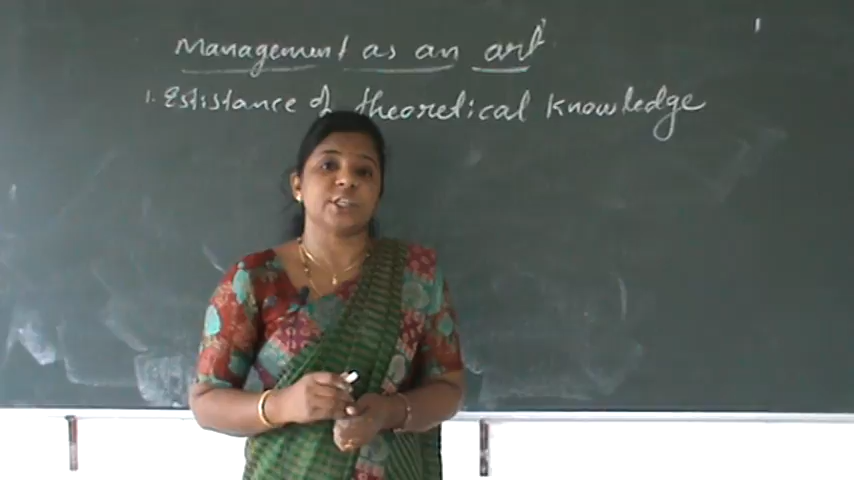 Management as an art
1. Estistance of theoretical knowledge